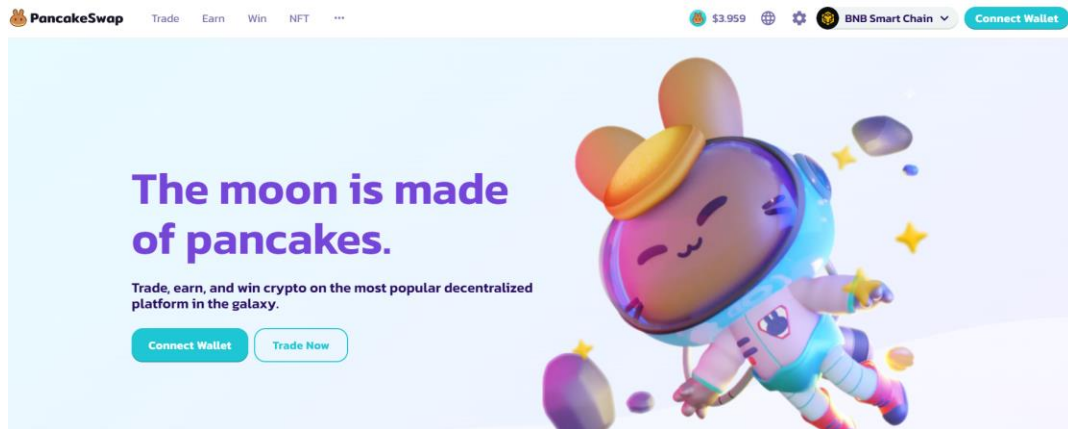 PancakeSwap Trade Earn Win NFT ... $3.959 BNB Smart Chain Connect Wallet
The moon is made
of pancakes.
Trade, earn, and win crypto on the most popular decentralized
platform in the galaxy.
Connect Wallet Trade Now